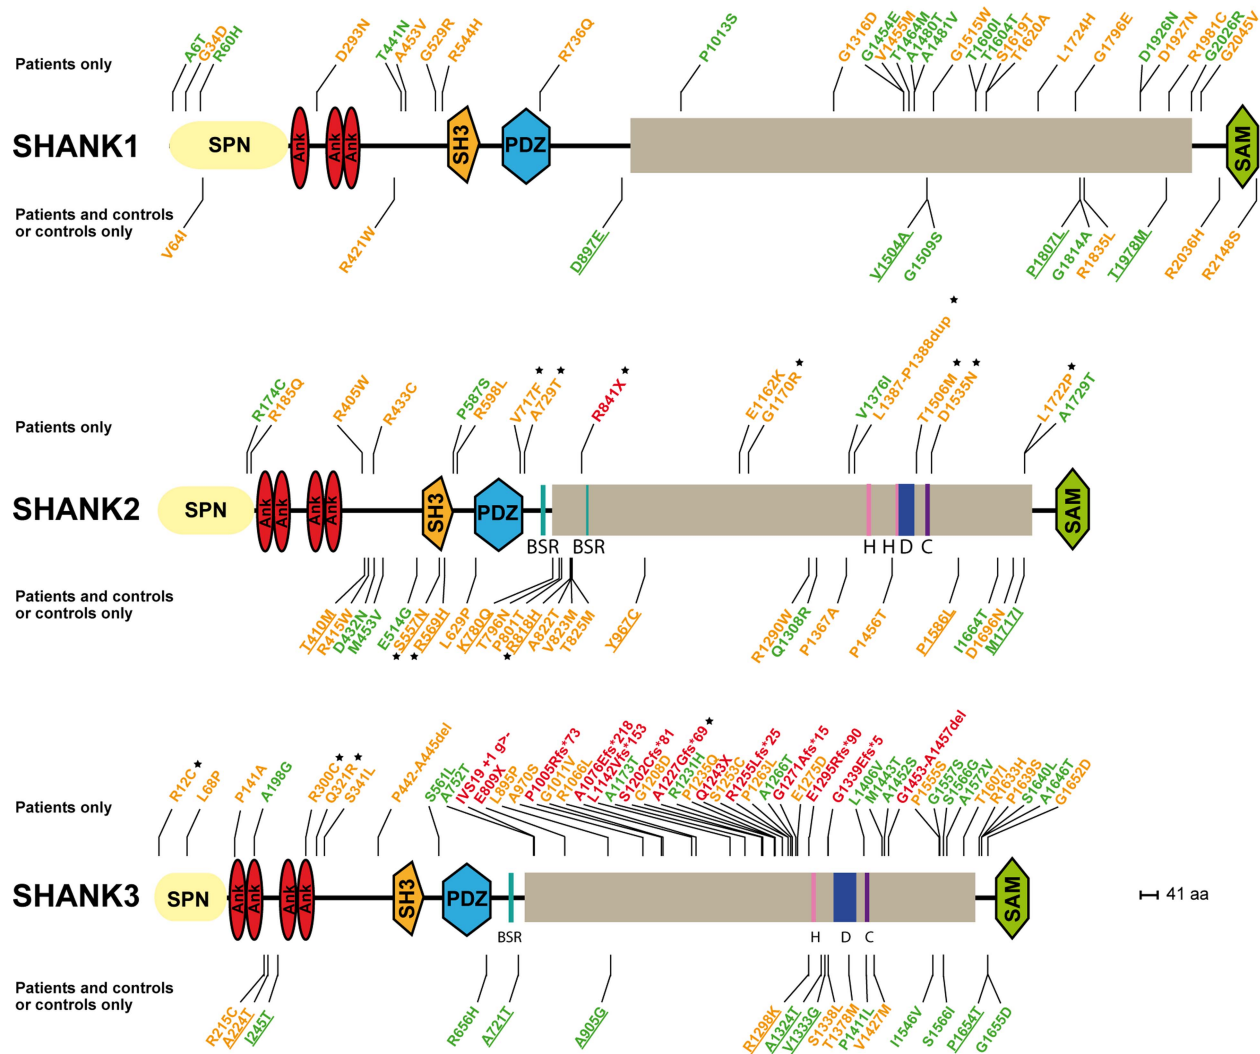 A6T
G34D
R60H
D293N
T441N
A453V
G529R
R544H
R736Q
P1013S
G1316D
G1454E
V1455M
T1464M
A1480T
A1481V
G1515W
T1600I
T1604T
S1619T
T1620A
L1724H
G1796E
D1926N
D1927N
R1981C
G2026R
G2045V
Patients only
SHANK1
SPN
Ank
Ank
Ank
SH3
PDZ
SAM
Patients and controls
or controls only
V64I
R421W
D897E
V1504A
G1509S
P1807L
G1814A
R1835L
T1978M
R2036H
R2148S
R174C
R185Q
R405W
R433C
P587S
R598L
V717F★
A729T★
R841X★
E1162K
G1170R★
V1376I
L1387-P1388dup ★
T1506M★
D1535N★
L1722P★
A1729T
Patients only
SHANK2
SPN
Ank
Ank
Ank
Ank
SH3
PDZ
SAM
BSR
BSR
H
H
D
C
Patients and controls
or controls only
T410M
R415W
D432N
M453V
E514G
S557N★
R569H★
L629P
K780Q
T796N
P801T
R818H★
A822T
V823M
T825M
Y967C
R1290W
Q1308R
P1367A
P1456T
P1586L
I1664T
D1696N
M1717I
R12C★
L68P
P141A
A198G
R300C★
Q321R★
S341L
P442-A445del
S561L
A752T
IVS19 +1 g>-
E809X
L895P
A970S
P1005Rfs*73
G1011V
R1066L
A1076Efs*218
L1142Vfs*153
A1173T
S1202Cfs*81
G1209D
A1227Gfs*69★
R1231H
P1233Q
Q1243X
S1253C
R1255Lfs*25
P1263L
A1266T
G1271Afs*15
E1275D
E1295Rfs*90
G1339Efs*5
L1406V
M1443T
A1452S
G1453-A1457del
P1555S
G1557S
S1566G
A1572V
T1607I
R1633H
P1639S
S1640L
A1646T
G1652D
Patients only
SHANK3
SPN
Ank
Ank
Ank
Ank
SH3
PDZ
SAM
41 aa
BSR
H
D
C
Patients and controls
or controls only
R215C
A224T
I245T
R656H
A721T
A905G
R1298K
A1324T
V1333G
S1338L
T1378M
P1411L
V1427M
I1546V
S1566I
P1654T
G1655D